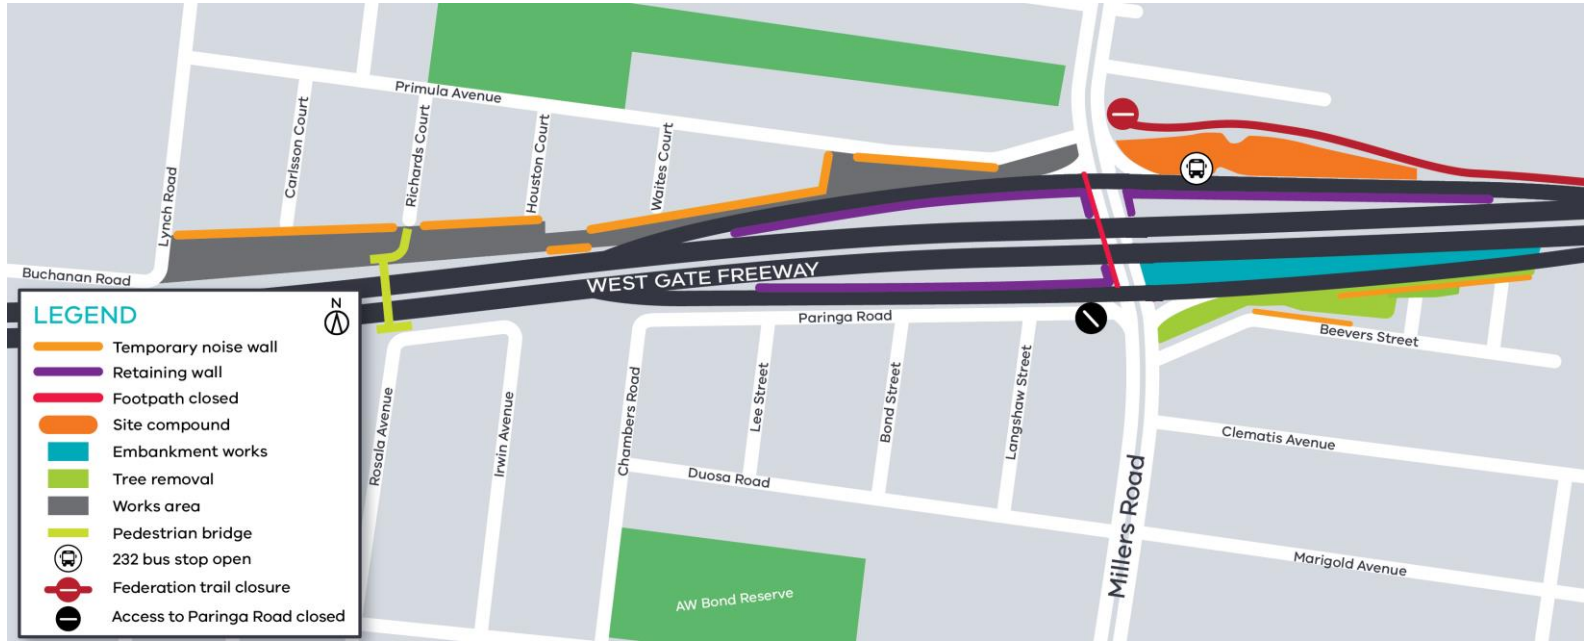 Primula Avenue
Carlsson Court
Richards Court
Houston Court
Waites Court
Lynch Road
Buchanan Road
WEST GATE FREEWAY
Paringa Road
Beevers Street
Rosala Avenue
Irwin Avenue
Chambers Road
Lee Street
Bond Street
Langshaw Street
Clematis Avenue
Duosa Road
Millers Road
Marigold Avenue
AW Bond Reserve
LEGEND
N
Temporary noise wall
Retaining wall
Footpath closed
Site compound
Embankment works
Tree removal
Works area
Pedestrian bridge
232 bus stop open
Federation trail closure
Access to Paringa Road closed